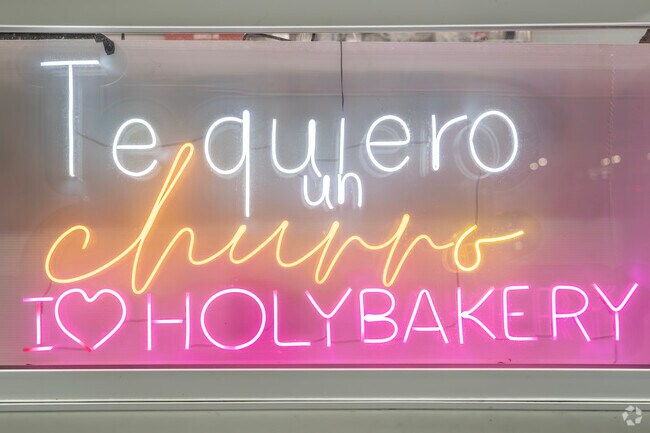 Te quiero
un
churro
I ♡ HOLYBAKERY